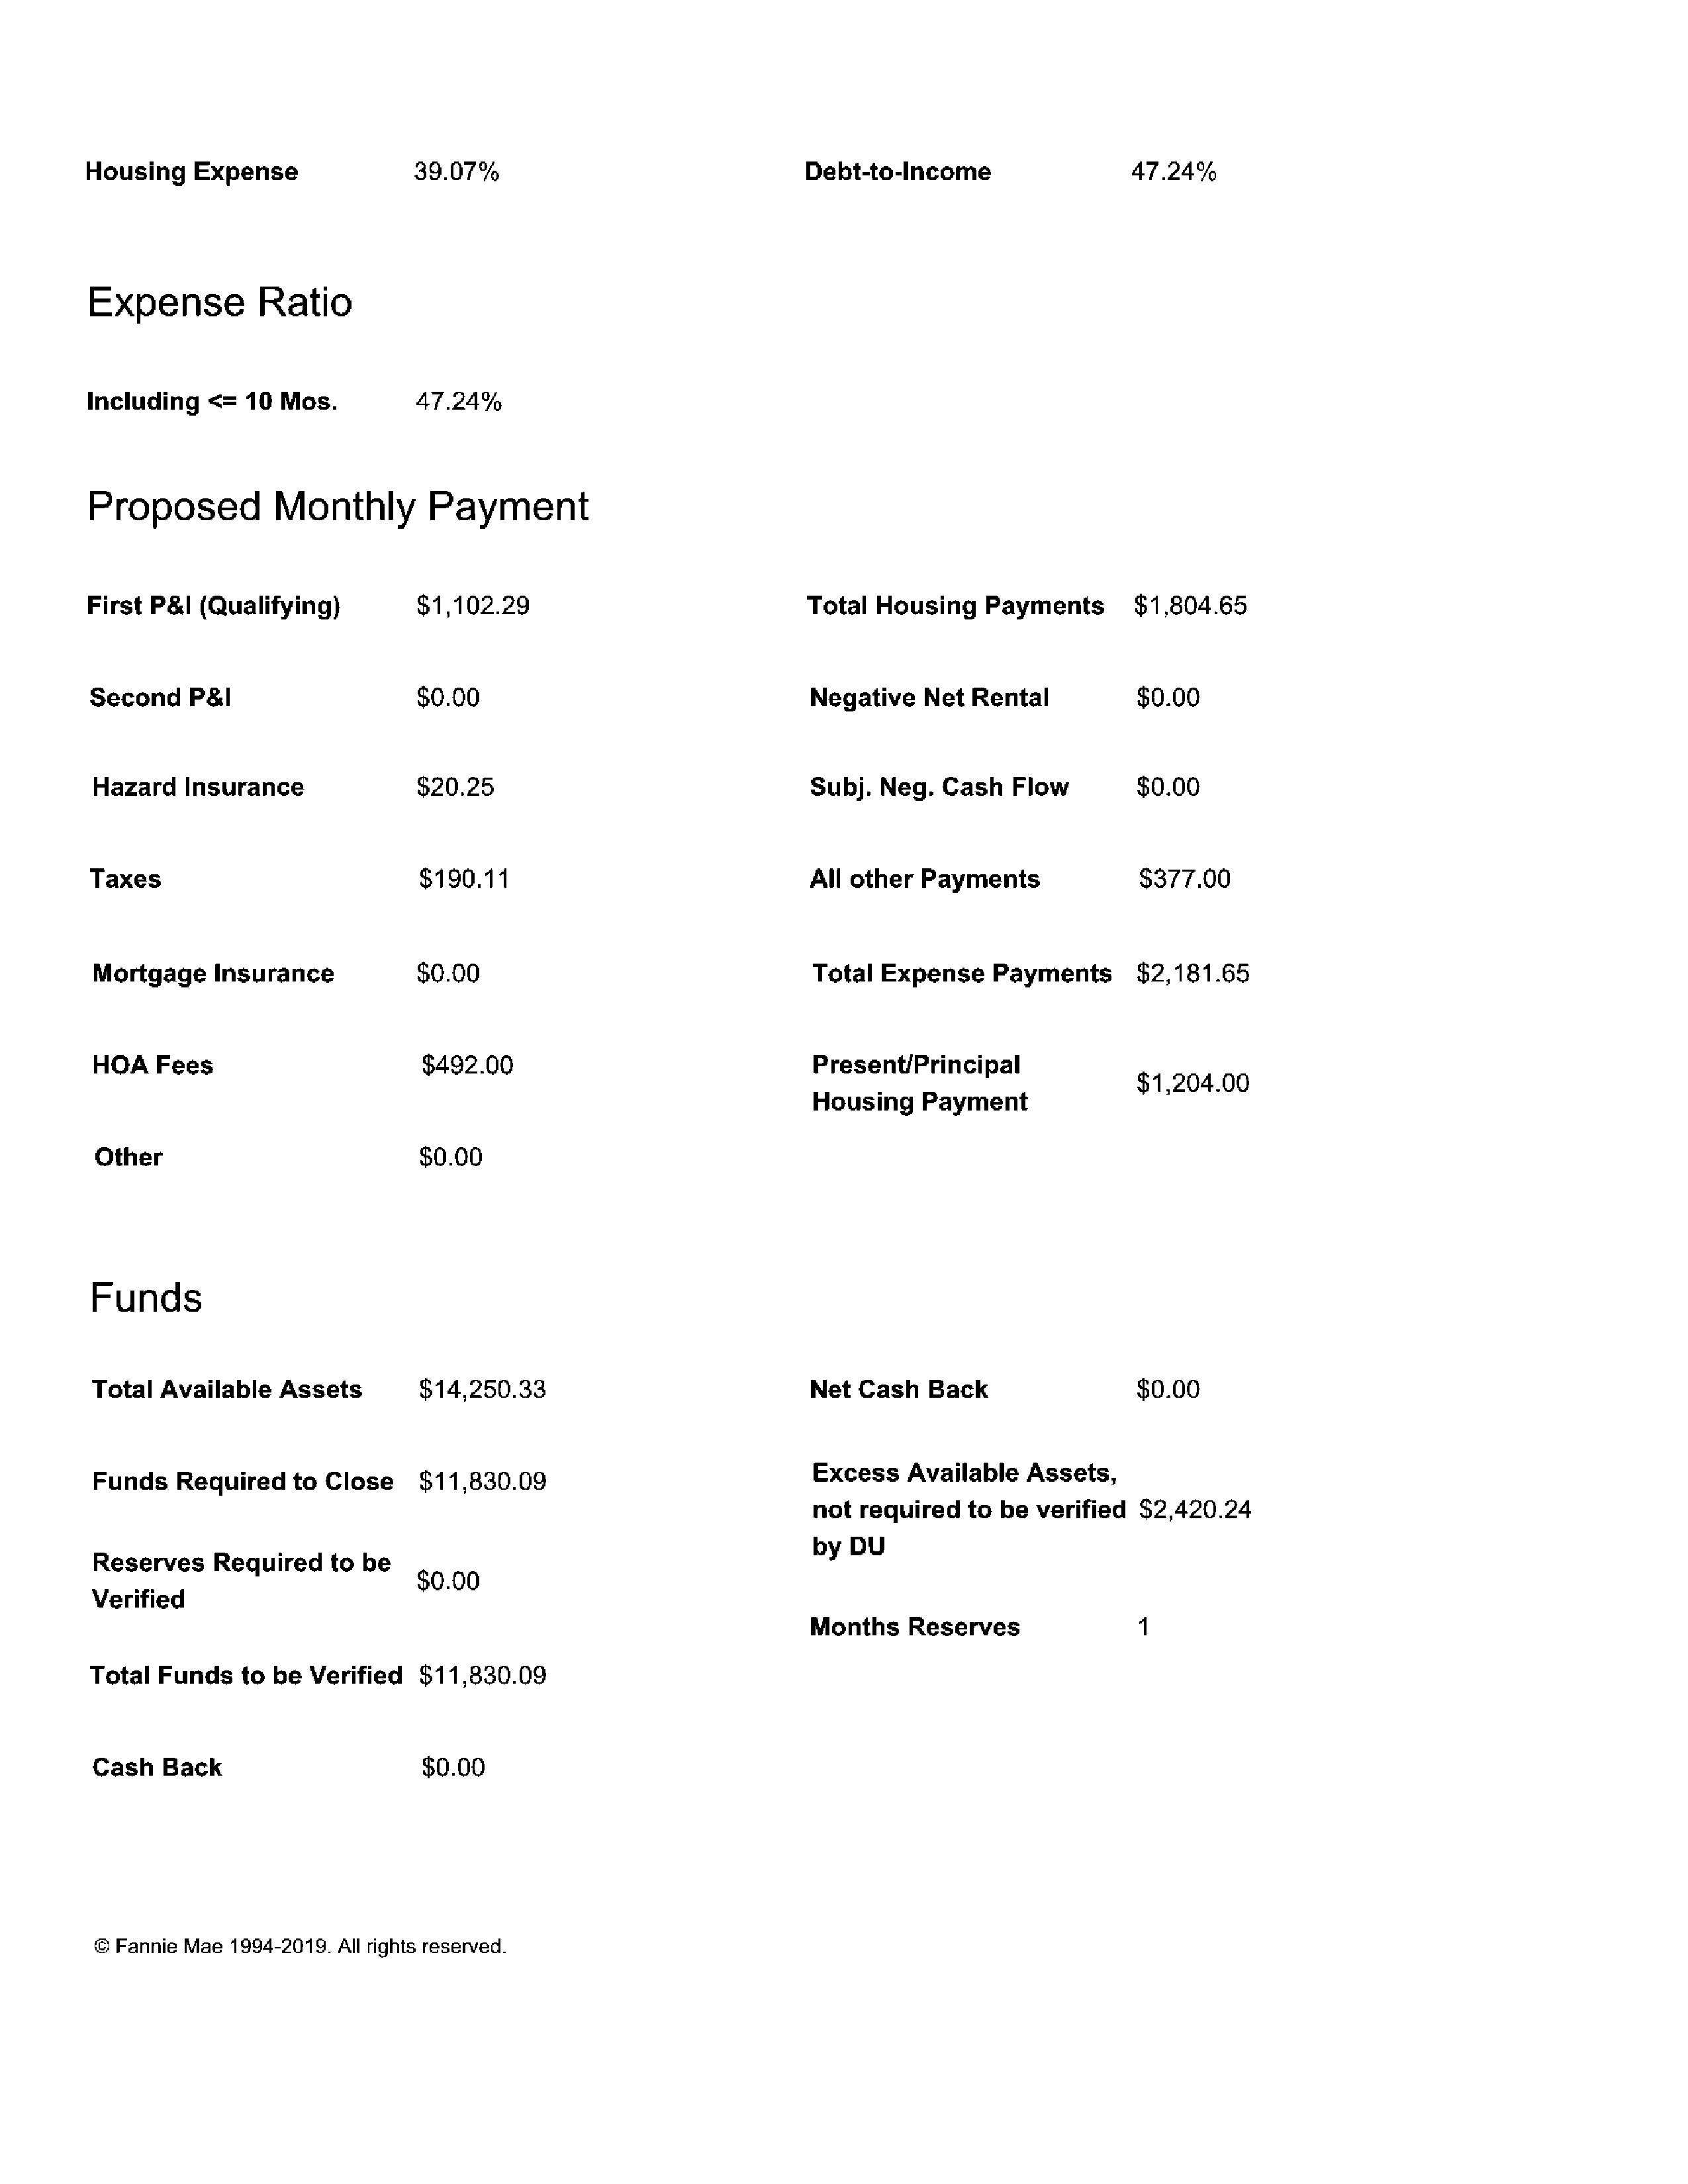 Housing Expense 39.07% Debt-to-Income 47.24%
Expense Ratio
Including <= 10 Mos. 47.24%
Proposed Monthly Payment
First P&I (Qualifying) $1,102.29 Total Housing Payments $1,804.65
Second P&I $0.00 Negative Net Rental $0.00
Hazard Insurance $20.25 Subj. Neg. Cash Flow $0.00
Taxes $190.11 All other Payments $377.00
Mortgage Insurance $0.00 Total Expense Payments $2,181.65
HOA Fees $492.00 Present/Principal
Housing Payment $1,204.00
Other $0.00
Funds
Total Available Assets $14,250.33 Net Cash Back $0.00
Funds Required to Close $11,830.09
Excess Available Assets,
not required to be verified $2,420.24
by DU
Reserves Required to be
Verified $0.00
Months Reserves 1
Total Funds to be Verified $11,830.09
Cash Back $0.00
© Fannie Mae 1994-2019. All rights reserved.